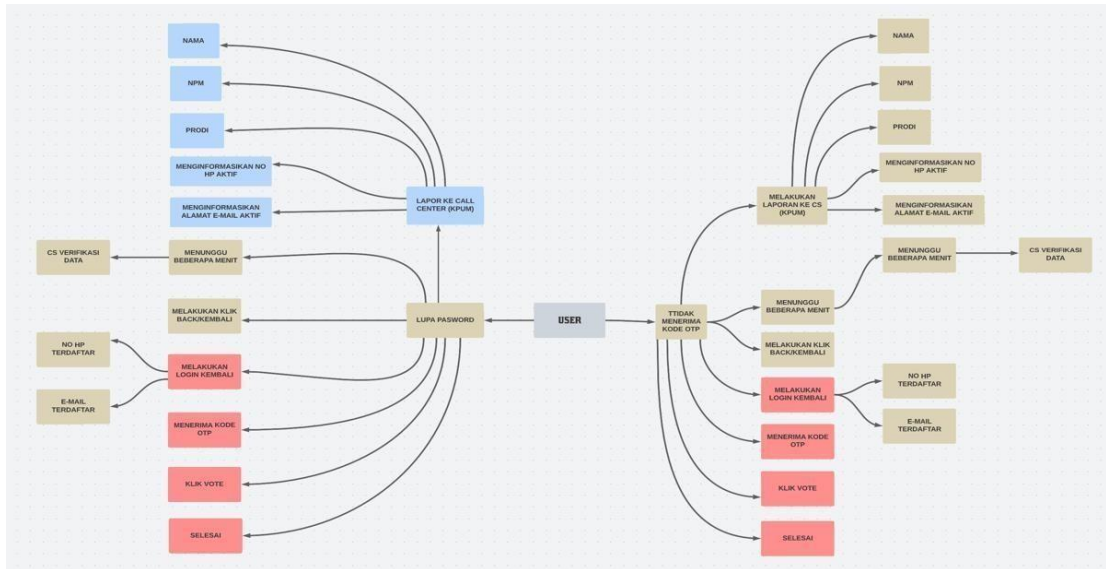 NAMA
NPM
PRODI
MENGINFORMASIKAN NO
HP AKTIF
MENGINFORMASIKAN
ALAMAT E-MAIL AKTIF
LAPOR KE CALL
CENTER (KPUM)
CS VERIFIKASI
DATA
MENUNGGU
BEBERAPA MENIT
MELAKUKAN KLIK
BACK/KEMBALI
LUPA PASWORD
NO HP
TERDAFTAR
E-MAIL
TERDAFTAR
MELAKUKAN
LOGIN KEMBALI
MENERIMA KODE
OTP
KLIK VOTE
SELESAI
USER
TTIDAK
MENERIMA
KODE OTP
MELAKUKAN
LAPORAN KE CS
(KPUM)
NAMA
NPM
PRODI
MENGINFORMASIKAN NO
HP AKTIF
MENGINFORMASIKAN
ALAMAT E-MAIL AKTIF
MENUNGGU
BEBERAPA MENIT
CS VERIFIKASI
DATA
MENUNGGU
BEBERAPA MENIT
MELAKUKAN KLIK
BACK/KEMBALI
MELAKUKAN
LOGIN KEMBALI
NO HP
TERDAFTAR
E-MAIL
TERDAFTAR
MENERIMA KODE
OTP
KLIK VOTE
SELESAI